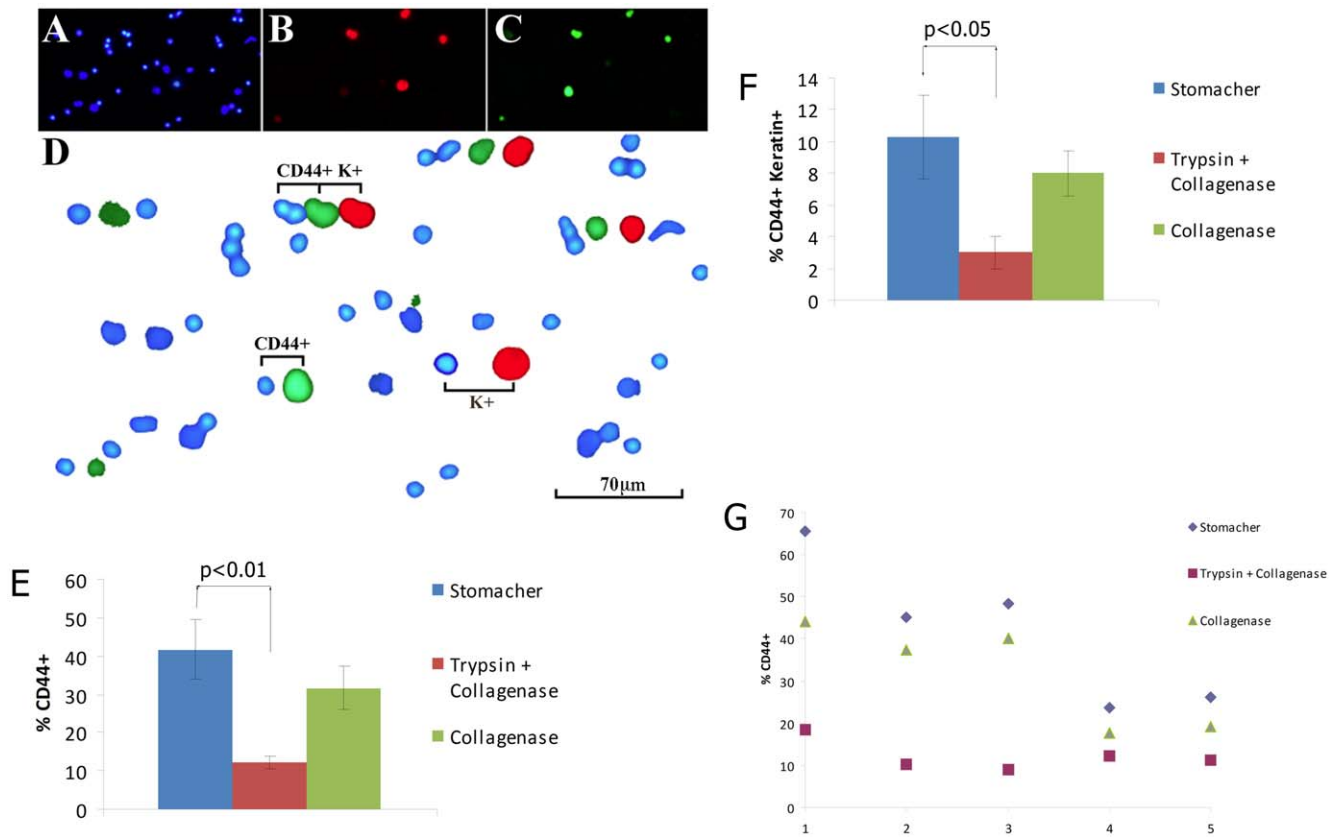 A
B
C
D
CD44+ K+
CD44+
K+
70µm
E
p<0.01
60
50
40
30
20
10
0
% CD44+
Stomacher
Trypsin +
Collagenase
Collagenase
F
p<0.05
14
12
10
8
6
4
2
0
% CD44+ Keratin+
Stomacher
Trypsin +
Collagenase
Collagenase
G
70
60
50
40
30
20
10
0
% CD44+
1 2 3 4 5
Stomacher
Trypsin + Collagenase
Collagenase